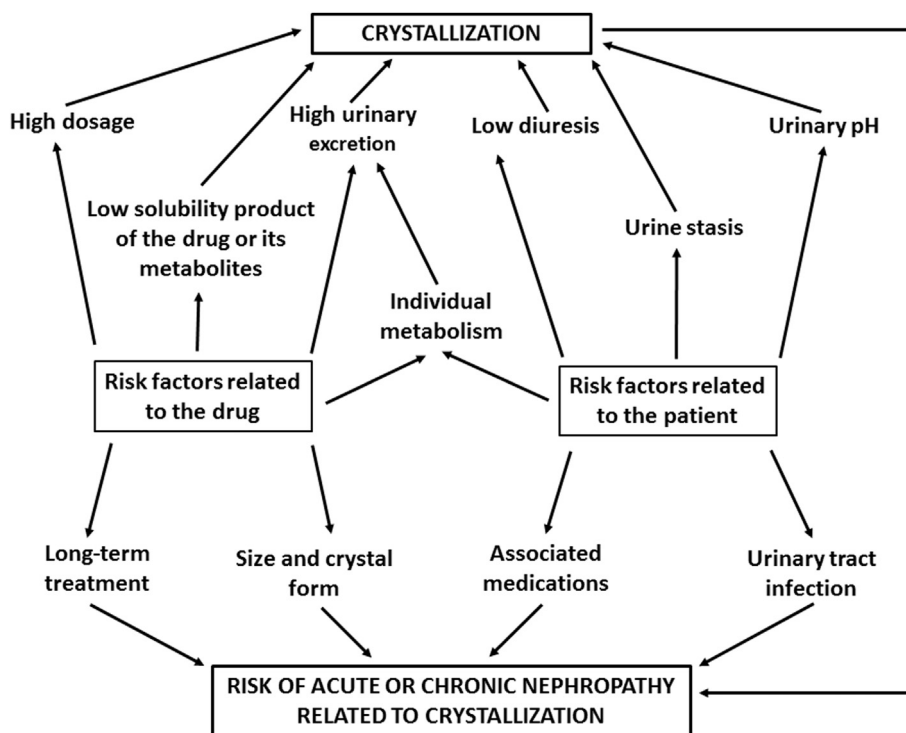 CRYSTALLIZATION
High dosage
High urinary
excretion
Low diuresis
Urinary pH
Low solubility product
of the drug or its
metabolites
Urine stasis
Individual
metabolism
Risk factors related
to the drug
Risk factors related
to the patient
Long-term
treatment
Size and crystal
form
Associated
medications
Urinary tract
infection
RISK OF ACUTE OR CHRONIC NEPHROPATHY
RELATED TO CRYSTALLIZATION